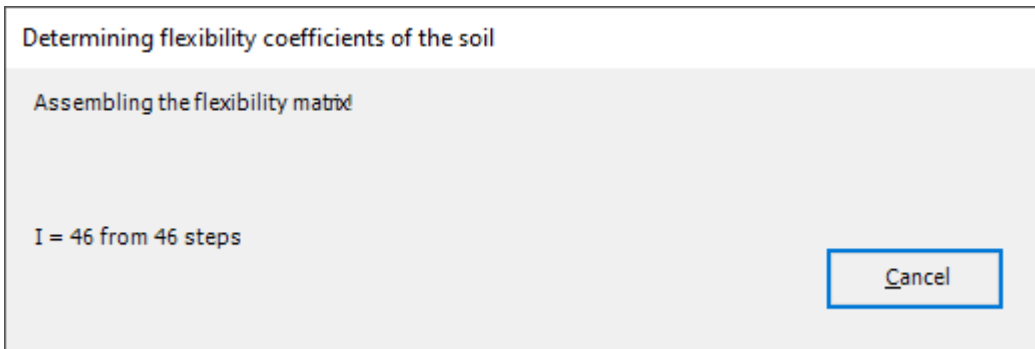 Determining flexibility coefficients of the soil
Assembling the flexibility matrix!
I = 46 from 46 steps
Cancel